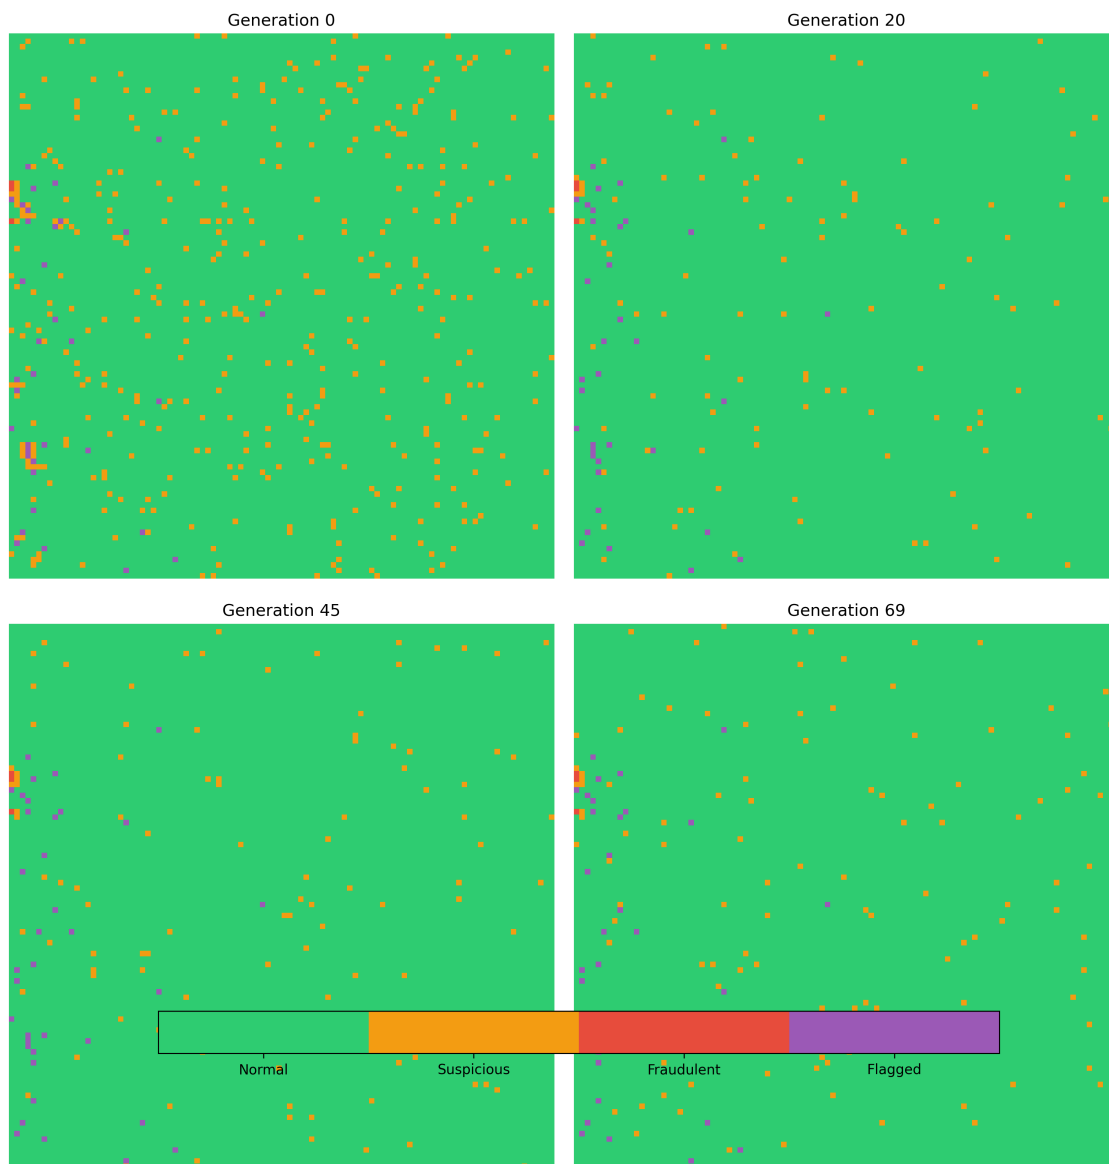 Generation 0
Generation 20
Generation 45
Generation 69
Normal
Suspicious
Fraudulent
Flagged